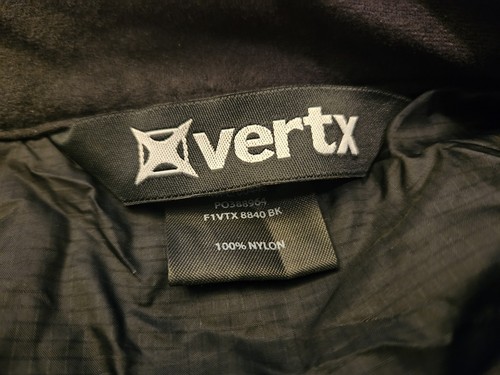 vertx
PO388904
F1VTX 8840 BK
100% NYLON